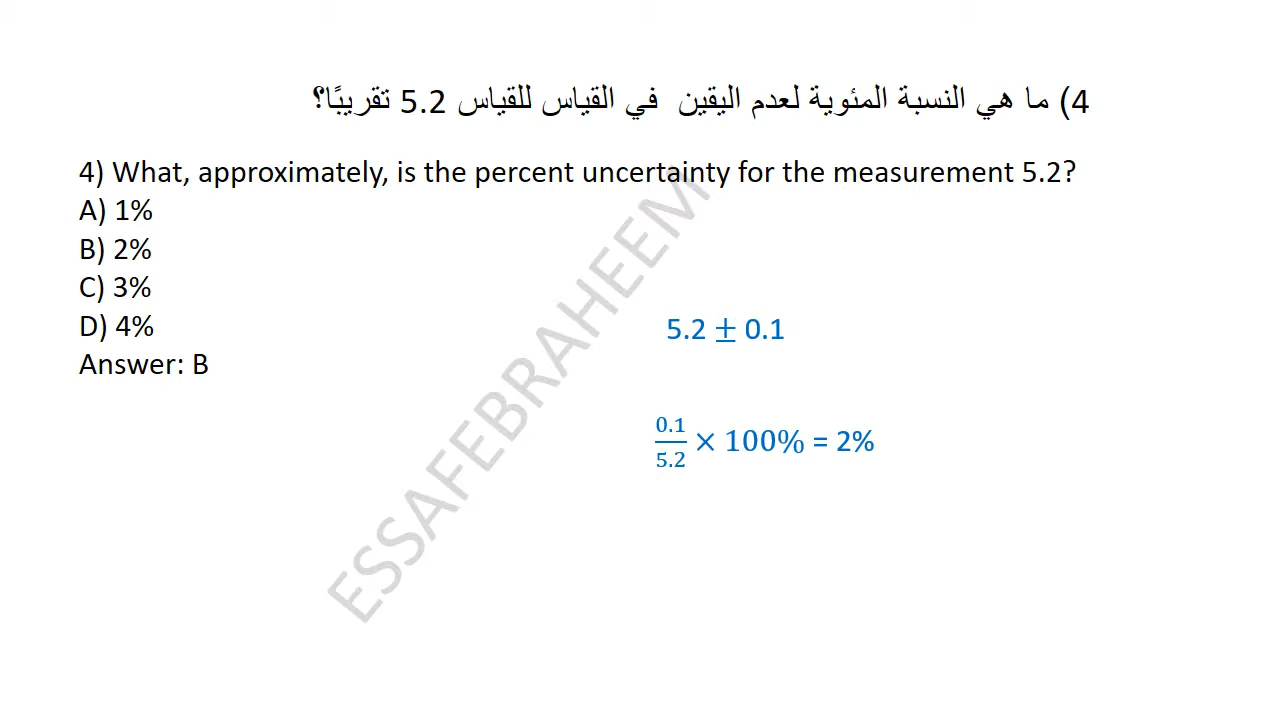 4) ما هي النسبة المئوية لعدم اليقين في القياس للقياس 5.2 تقريبًا؟
4) What, approximately, is the percent uncertainty for the measurement 5.2?
A) 1%
B) 2%
C) 3%
D) 4%
Answer: B
5.2 ± 0.1
0.1/5.2 × 100% = 2%
ESSAFEBRAHEEM